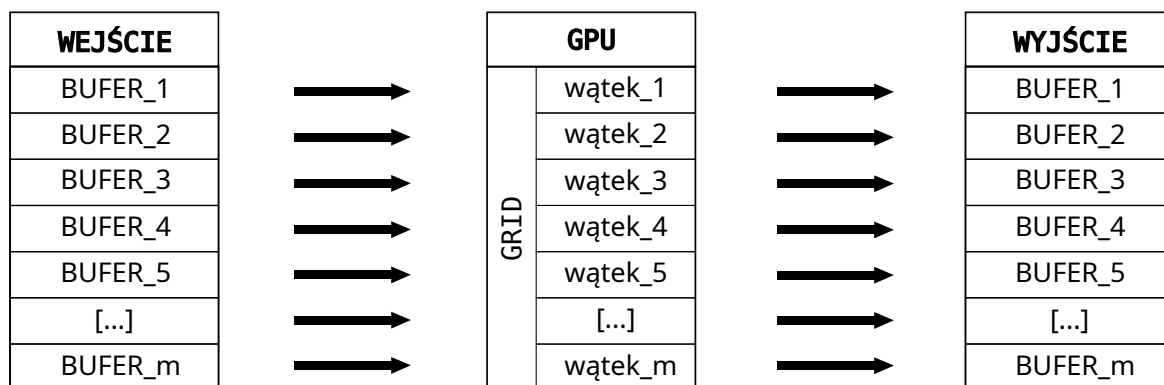 WEJŚCIE GPU WYJŚCIE
BUFER_1 wątek_1 BUFER_1
BUFER_2 wątek_2 BUFER_2
BUFER_3 wątek_3 BUFER_3
GRID
BUFER_4 wątek_4 BUFER_4
BUFER_5 wątek_5 BUFER_5
[...] [...] [...]
BUFER_m wątek_m BUFER_m